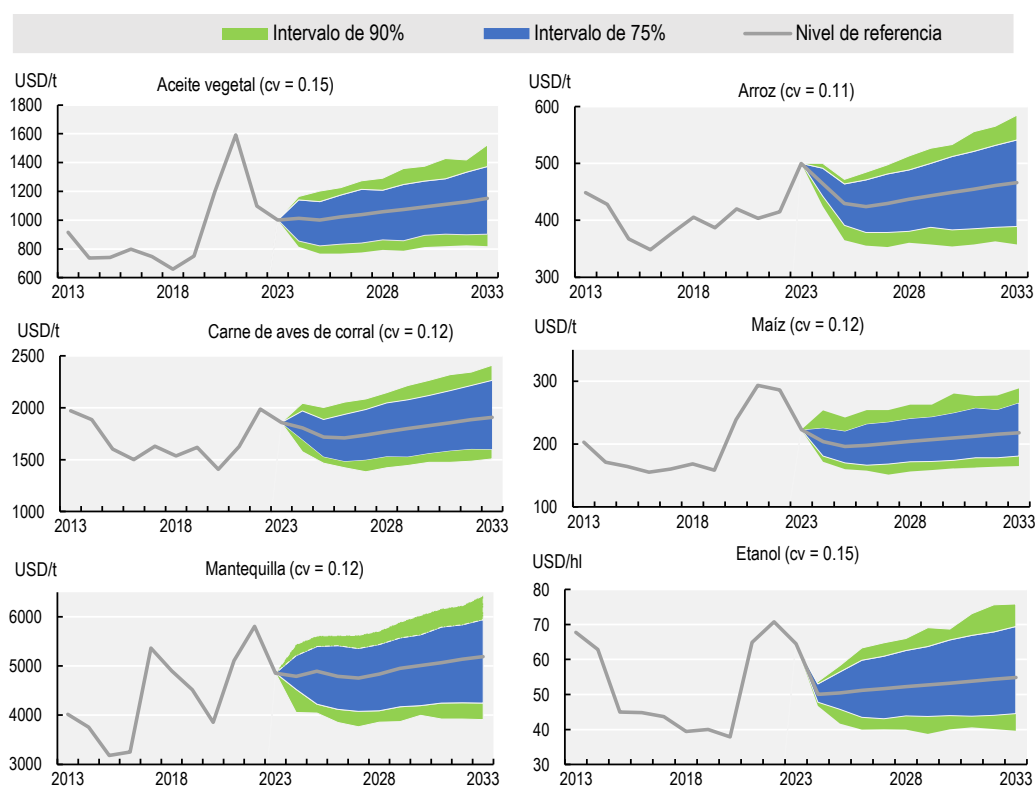 Intervalo de 90% Intervalo de 75% Nivel de referencia
USD/t
Aceite vegetal (cv = 0.15)
1800
1600
1400
1200
1000
800
600
2013 2018 2023 2028 2033
USD/t
Arroz (cv = 0.11)
600
500
400
300
2013 2018 2023 2028 2033
USD/t
Carne de aves de corral (cv = 0.12)
2500
2000
1500
1000
2013 2018 2023 2028 2033
USD/t
Maíz (cv = 0.12)
300
200
100
2013 2018 2023 2028 2033
USD/t
Mantequilla (cv = 0.12)
6000
5000
4000
3000
2013 2018 2023 2028 2033
USD/hl
Etanol (cv = 0.15)
80
70
60
50
40
30
2013 2018 2023 2028 2033